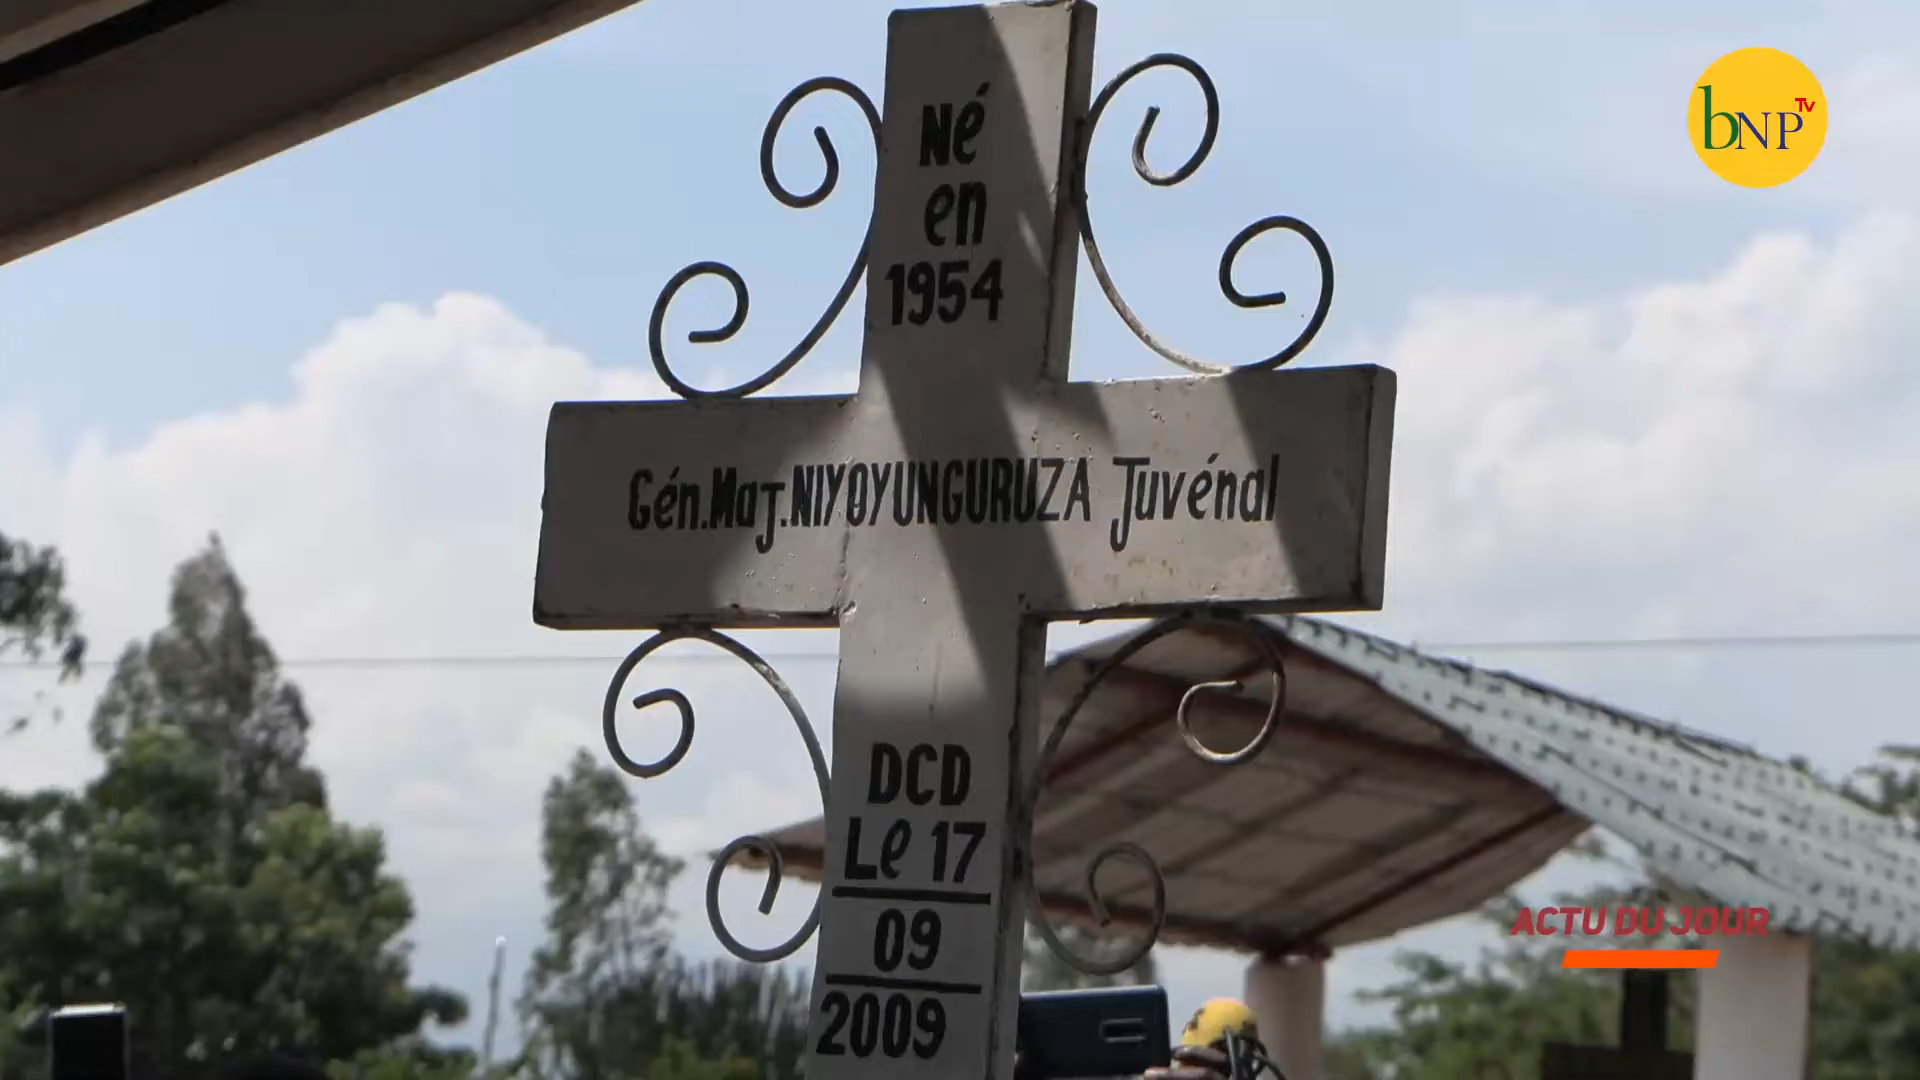 Né
en
1954
Gén.Maj.NIYOYUNGURUZA Juvénal
DCD
Le 17
09
2009
bNP Tv
ACTU DU JOUR